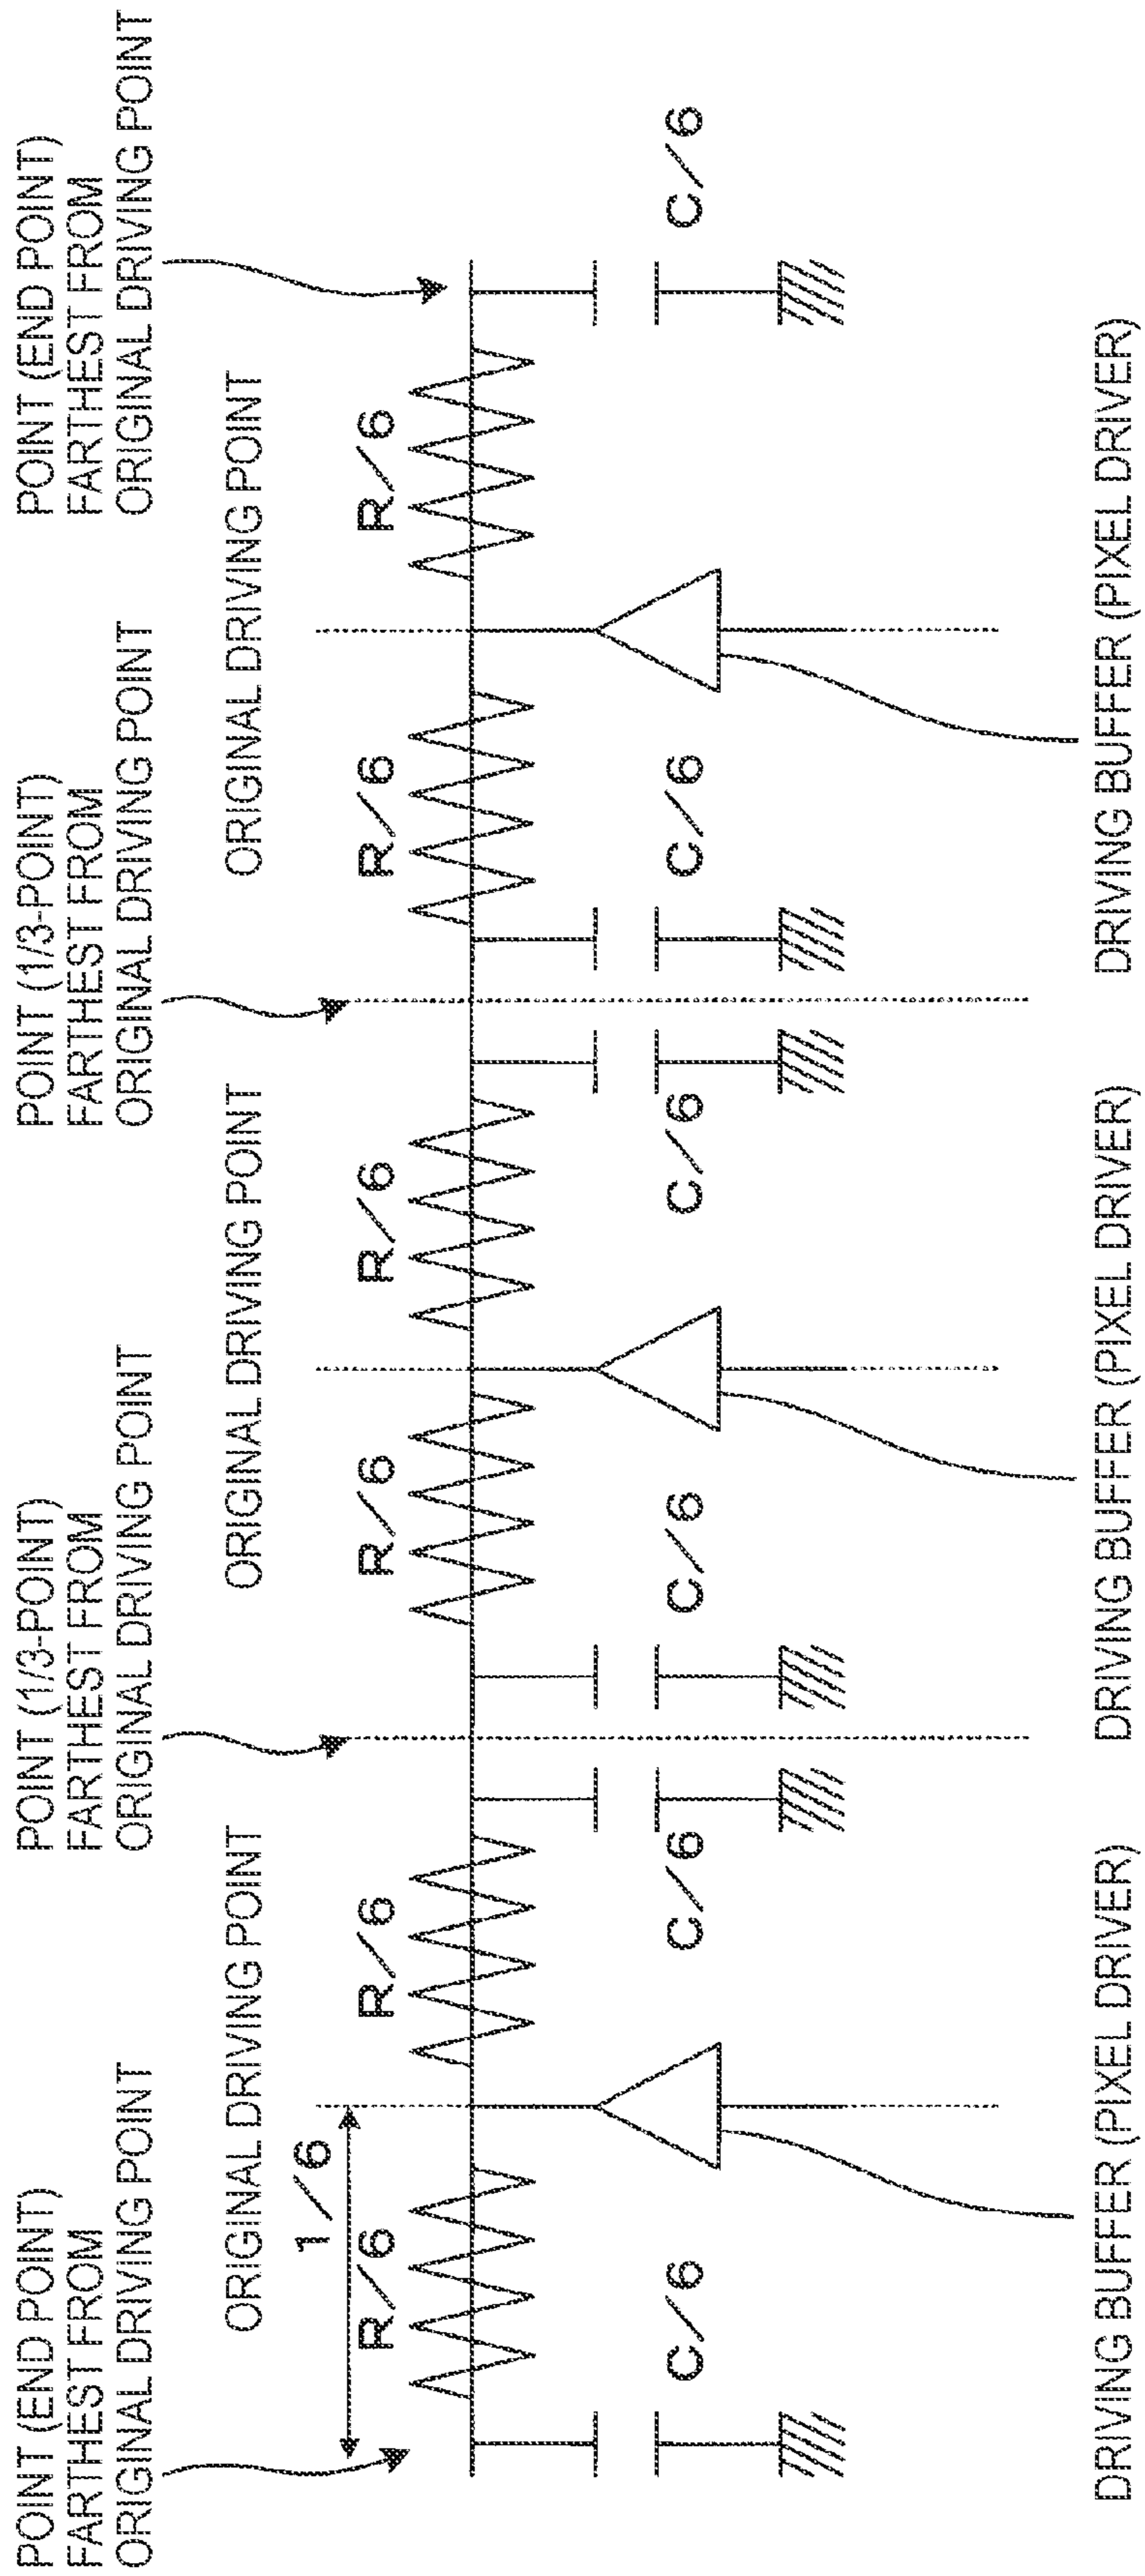 POINT (END POINT)
FARTHEST FROM
ORIGINAL DRIVING POINT
POINT (1/3-POINT)
FARTHEST FROM
ORIGINAL DRIVING POINT
POINT (1/3-POINT)
FARTHEST FROM
ORIGINAL DRIVING POINT
POINT (END POINT)
FARTHEST FROM
ORIGINAL DRIVING POINT
ORIGINAL DRIVING POINT
ORIGINAL DRIVING POINT
ORIGINAL DRIVING POINT
1/6
R/6
R/6
R/6
R/6
R/6
R/6
C/6
C/6
C/6
C/6
C/6
C/6
DRIVING BUFFER (PIXEL DRIVER)
DRIVING BUFFER (PIXEL DRIVER)
DRIVING BUFFER (PIXEL DRIVER)